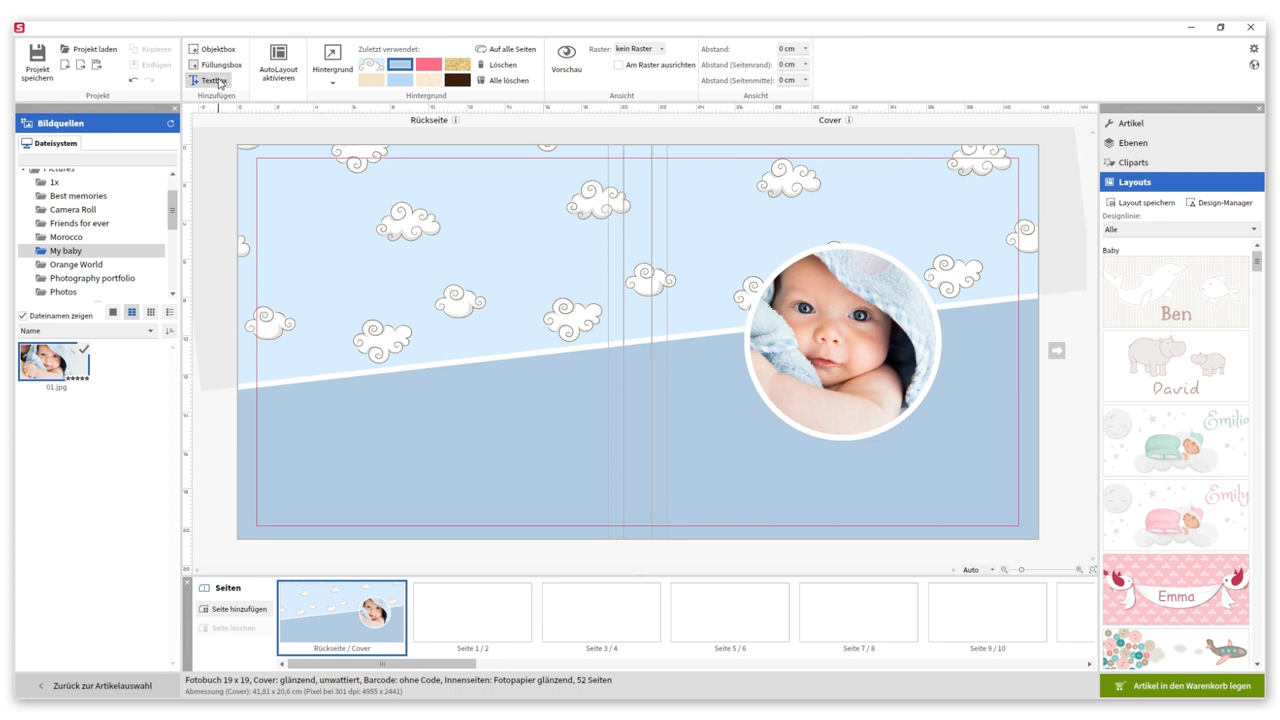 S
Projekt speichern
Projekt laden
Kopieren
Einfügen
Projekt
Objektbox
Füllungsbox
Textbox
Hinzufügen
AutoLayout aktivieren
Hintergrund
Zuletzt verwendet:
Auf alle Seiten
Löschen
Alle löschen
Hintergrund
Vorschau
Raster: kein Raster
Am Raster ausrichten
Ansicht
Abstand: 0 cm
Abstand (Seitenrand): 0 cm
Abstand (Seitenmitte): 0 cm
Ansicht
Bildquellen
Dateisystem
Pictures
1x
Best memories
Camera Roll
Friends for ever
Morocco
My baby
Orange World
Photography portfolio
Photos
Dateinamen zeigen
Name
01.jpg
Zurück zur Artikelauswahl
Rückseite
Cover
Auto
Seiten
Seite hinzufügen
Seite löschen
Rückseite / Cover
Seite 1 / 2
Seite 3 / 4
Seite 5 / 6
Seite 7 / 8
Seite 9 / 10
Fotobuch 19 x 19, Cover: glänzend, unwattiert, Barcode: ohne Code, Innenseiten: Fotopapier glänzend, 52 Seiten
Abmessung (Cover): 41,81 x 20,6 cm (Pixel bei 301 dpi: 4955 x 2441)
Artikel
Ebenen
Cliparts
Layouts
Layout speichern
Design-Manager
Designlinie:
Alle
Baby
Ben
David
Emilio
Emily
Emma
Artikel in den Warenkorb legen